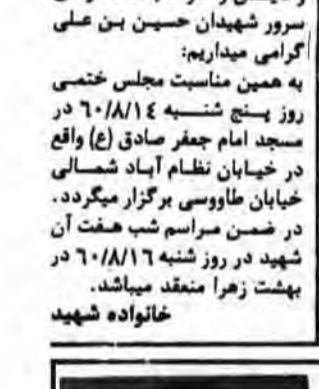 سرور شهیدان حسین بن علی
گرامی میداریم:
به همین مناسبت مجلس ختمی
روز پنج شنبه ٦٠/٨/١٤ در
مسجد امام جعفر صادق (ع) واقع
در خیابان نظام آباد شمالی
خیابان طاووسی برگزار میگردد.
در ضمن مراسم شب هفت آن
شهید در روز شنبه ٦٠/٨/١٦ در
بهشت زهرا منعقد میباشد.
خانواده شهید